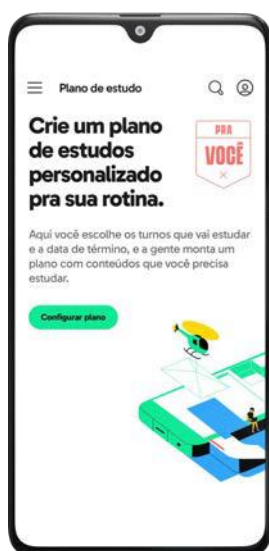 Plano de estudo
Crie um plano
de estudos
personalizado
pra sua rotina.
PRA
VOCÊ
Aqui você escolhe os turnos que vai estudar
e a data de término, e a gente monta um
plano com conteúdos que você precisa
estudar.
Configurar plano